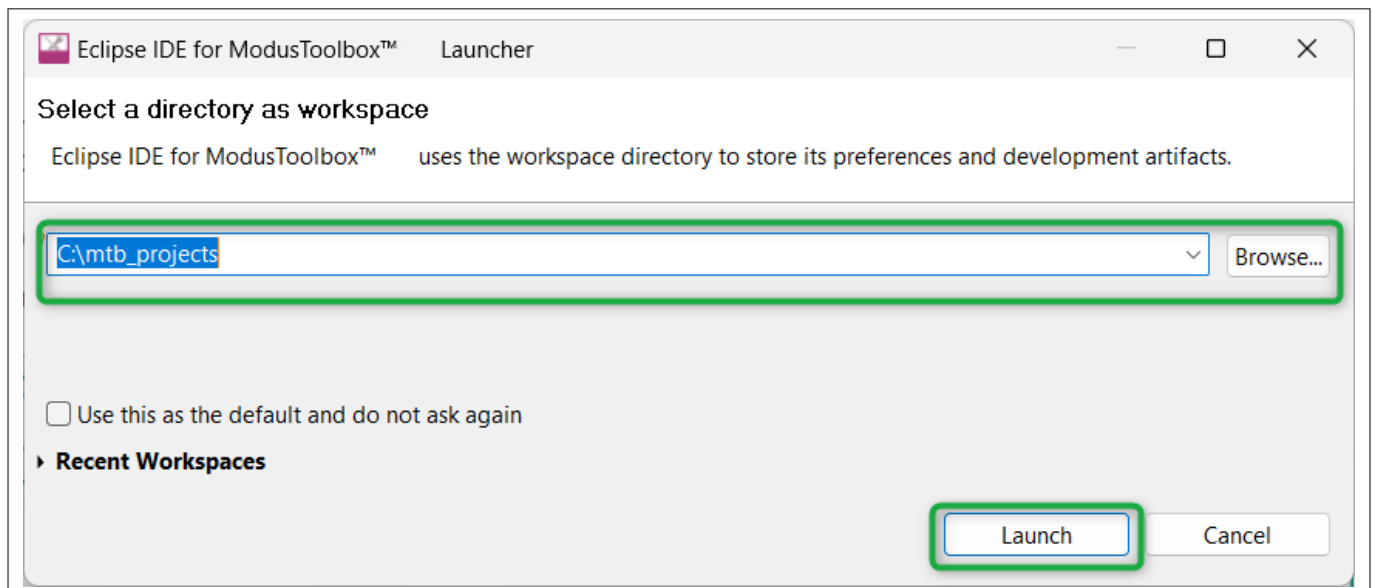 Eclipse IDE for ModusToolbox™ Launcher
Select a directory as workspace
Eclipse IDE for ModusToolbox™ uses the workspace directory to store its preferences and development artifacts.
C:\mtb_projects Browse...
Use this as the default and do not ask again
Recent Workspaces
Launch Cancel